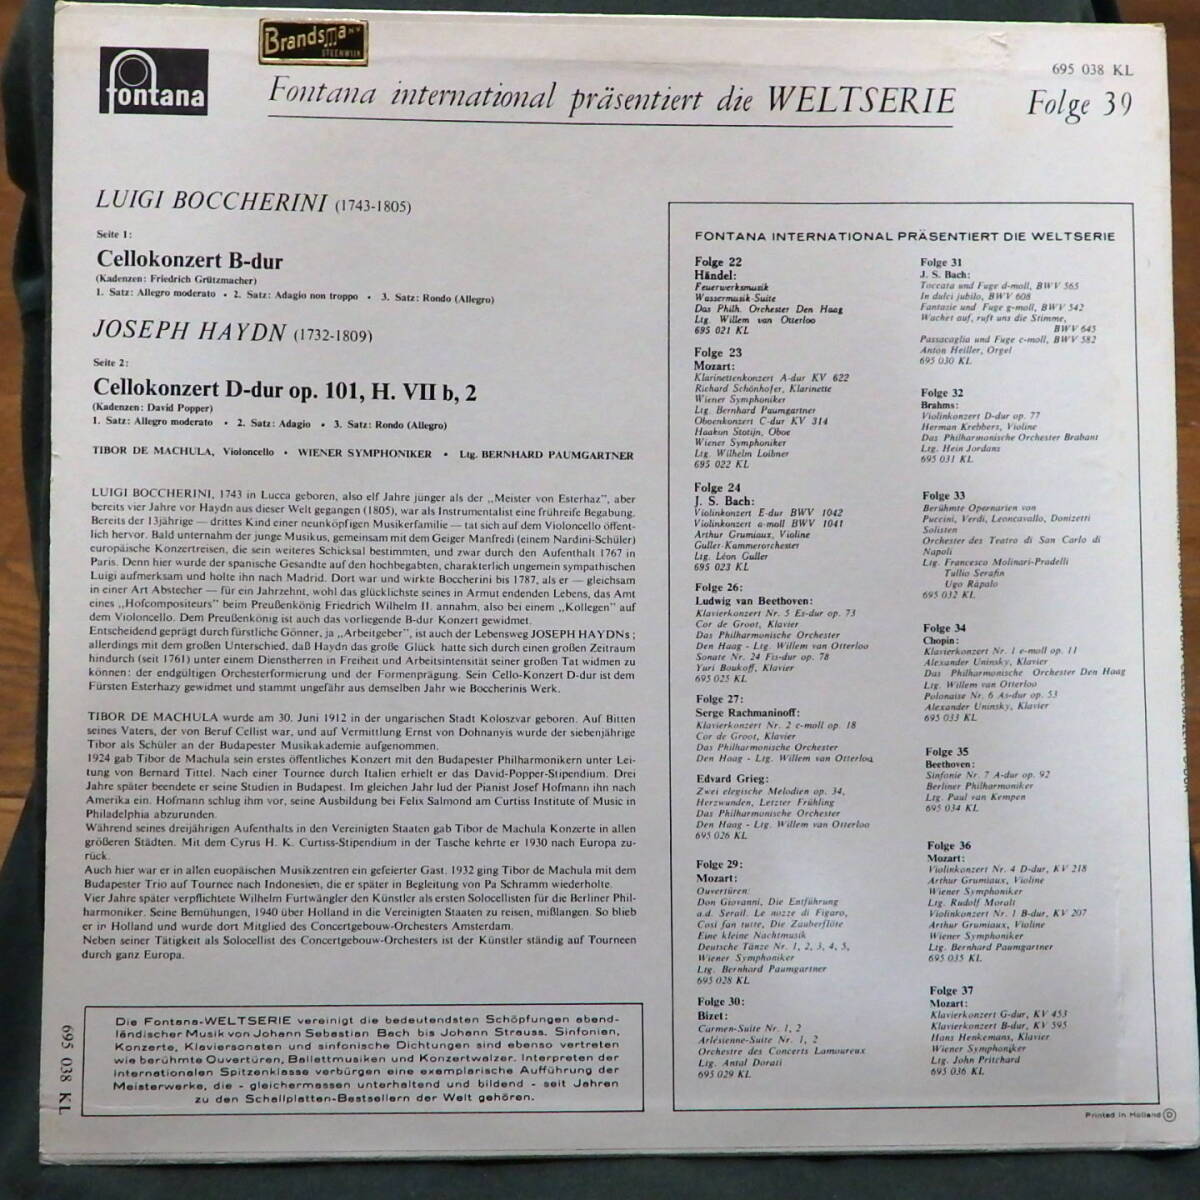 Brandsma NV
STEENWIJK
fontana
695 038 KL
Fontana international präsentiert die WELTSERIE
Folge 39
LUIGI BOCCHERINI (1743-1805)
Seite 1:
Cellokonzert B-dur
(Kadenzen: Friedrich Grützmacher)
1. Satz: Allegro moderato • 2. Satz: Adagio non troppo • 3. Satz: Rondo (Allegro)
JOSEPH HAYDN (1732-1809)
Seite 2:
Cellokonzert D-dur op. 101, H. VII b, 2
(Kadenzen: David Popper)
1. Satz: Allegro moderato • 2. Satz: Adagio • 3. Satz: Rondo (Allegro)
TIBOR DE MACHULA, Violoncello • WIENER SYMPHONIKER • Ltg. BERNHARD PAUMGARTNER
LUIGI BOCCHERINI, 1743 in Lucca geboren, also elf Jahre jünger als der „Meister von Esterhaz”, aber
bereits vier Jahre vor Haydn aus dieser Welt gegangen (1805), war als Instrumentalist eine frühreife Begabung.
Bereits der 13jährige — drittes Kind einer neunköpfigen Musikerfamilie — tat sich auf dem Violoncello öffent-
lich hervor. Bald unternahm der junge Musikus, gemeinsam mit dem Geiger Manfredi (einem Nardini-Schüler)
europäische Konzertreisen, die sein weiteres Schicksal bestimmten, und zwar durch den Aufenthalt 1767 in
Paris. Denn hier wurde der spanische Gesandte auf den hochbegabten, charakterlich ungemein sympathischen
Luigi aufmerksam und holte ihn nach Madrid. Dort war und wirkte Boccherini bis 1787, als er — gleichsam
in einer Art Abstecher — für ein Jahrzehnt, wohl das glücklichste seines in Armut endenden Lebens, das Amt
eines „Hofcompositeurs” beim Preußenkönig Friedrich Wilhelm II. annahm, also bei einem „Kollegen” auf
dem Violoncello. Dem Preußenkönig ist auch das vorliegende B-dur Konzert gewidmet.
Entscheidend geprägt durch fürstliche Gönner, ja „Arbeitgeber”, ist auch der Lebensweg JOSEPH HAYDNs;
allerdings mit dem großen Unterschied, daß Haydn das große Glück hatte sich durch einen großen Zeitraum
hindurch (seit 1761) unter einem Dienstherren in Freiheit und Arbeitsintensität seiner großen Tat widmen zu
können: der endgültigen Orchesterformierung und der Formenprägung. Sein Cello-Konzert D-dur ist dem
Fürsten Esterhazy gewidmet und stammt ungefähr aus demselben Jahr wie Boccherinis Werk.
TIBOR DE MACHULA wurde am 30. Juni 1912 in der ungarischen Stadt Koloszvar geboren. Auf Bitten
seines Vaters, der von Beruf Cellist war, und auf Vermittlung Ernst von Dohnanyis wurde der siebenjährige
Tibor als Schüler an der Budapester Musikakademie aufgenommen.
1924 gab Tibor de Machula sein erstes öffentliches Konzert mit den Budapester Philharmonikern unter Lei-
tung von Bernard Tittel. Nach einer Tournee durch Italien erhielt er das David-Popper-Stipendium. Drei
Jahre später beendete er seine Studien in Budapest. Im gleichen Jahr lud der Pianist Josef Hofmann ihn nach
Amerika ein. Hofmann schlug ihm vor, seine Ausbildung bei Felix Salmond am Curtiss Institute of Music in
Philadelphia abzurunden.
Während seines dreijährigen Aufenthalts in den Vereinigten Staaten gab Tibor de Machula Konzerte in allen
größeren Städten. Mit dem Cyrus H. K. Curtiss-Stipendium in der Tasche kehrte er 1930 nach Europa zu-
rück.
Auch hier war er in allen euopäischen Musikzentren ein gefeierter Gast. 1932 ging Tibor de Machula mit dem
Budapester Trio auf Tournee nach Indonesien, die er später in Begleitung von Pa Schramm wiederholte.
Vier Jahre später verpflichtete Wilhelm Furtwängler den Künstler als ersten Solocellisten für die Berliner Phil-
harmoniker. Seine Bemühungen, 1940 über Holland in die Vereinigten Staaten zu reisen, mißlangen. So blieb
er in Holland und wurde dort Mitglied des Concertgebouw-Orchesters Amsterdam.
Neben seiner Tätigkeit als Solocellist des Concertgebouw-Orchesters ist der Künstler ständig auf Tourneen
durch ganz Europa.
Die Fontana-WELTSERIE vereinigt die bedeutendsten Schöpfungen abend-
ländischer Musik von Johann Sebastian Bach bis Johann Strauss. Sinfonien,
Konzerte, Klaviersonaten und sinfonische Dichtungen sind ebenso vertreten
wie berühmte Ouvertüren, Ballettmusiken und Konzertwalzer. Interpreten der
internationalen Spitzenklasse verbürgen eine exemplarische Aufführung der
Meisterwerke, die - gleichermassen unterhaltend und bildend - seit Jahren
zu den Schallplatten-Bestsellern der Welt gehören.
695 038 KL
FONTANA INTERNATIONAL PRÄSENTIERT DIE WELTSERIE
Folge 22
Händel:
Feuerwerksmusik
Wassermusik-Suite
Das Philh. Orchester Den Haag
Ltg. Willem van Otterloo
695 021 KL
Folge 23
Mozart:
Klarinettenkonzert A-dur KV 622
Richard Schönhofer, Klarinette
Wiener Symphoniker
Ltg. Bernhard Paumgartner
Oboenkonzert C-dur KV 314
Haakon Stotijn, Oboe
Wiener Symphoniker
Ltg. Wilhelm Loibner
695 022 KL
Folge 24
J. S. Bach:
Violinkonzert E-dur BWV 1042
Violinkonzert a-moll BWV 1041
Arthur Grumiaux, Violine
Guller-Kammerorchester
Ltg. Léon Guller
695 023 KL
Folge 26:
Ludwig van Beethoven:
Klavierkonzert Nr. 5 Es-dur op. 73
Cor de Groot, Klavier
Das Philharmonische Orchester
Den Haag - Ltg. Willem van Otterloo
Sonate Nr. 24 Fis-dur op. 78
Yuri Boukoff, Klavier
695 025 KL
Folge 27:
Serge Rachmaninoff:
Klavierkonzert Nr. 2 c-moll op. 18
Cor de Groot, Klavier
Das Philharmonische Orchester
Den Haag - Ltg. Willem van Otterloo
Edvard Grieg:
Zwei elegische Melodien op. 34,
Herzwunden, Letzter Frühling
Das Philharmonische Orchester
Den Haag - Ltg. Willem van Otterloo
695 026 KL
Folge 29:
Mozart:
Ouvertüren:
Don Giovanni, Die Entführung
a.d. Serail. Le nozze di Figaro,
Cosi fan tutte, Die Zauberflöte
Eine kleine Nachtmusik
Deutsche Tänze Nr. 1, 2, 3, 4, 5,
Wiener Symphoniker
Ltg. Bernhard Paumgartner
695 028 KL
Folge 30:
Bizet:
Carmen-Suite Nr. 1, 2
Arlésienne-Suite Nr. 1, 2
Orchestre des Concerts Lamoureux
Ltg. Antal Dorati
695 029 KL
Folge 31
J. S. Bach:
Toccata und Fuge d-moll, BWV 565
In dulci jubilo, BWV 608
Fantasie und Fuge g-moll, BWV 542
Wachet auf, ruft uns die Stimme,
BWV 645
Passacaglia und Fuge c-moll, BWV 582
Anton Heiller, Orgel
695 030 KL
Folge 32
Brahms:
Violinkonzert D-dur op. 77
Herman Krebbers, Violine
Das Philharmonische Orchester Brabant
Ltg. Hein Jordans
695 031 KL
Folge 33
Berühmte Opernarien von
Puccini, Verdi, Leoncavallo, Donizetti
Solisten
Orchester des Teatro di San Carlo di
Napoli
Ltg. Francesco Molinari-Pradelli
Tullio Serafin
Ugo Rápalo
695 032 KL
Folge 34
Chopin:
Klavierkonzert Nr. 1 e-moll op. 11
Alexander Uninsky, Klavier
Das Philharmonische Orchester Den Haag
Ltg. Willem van Otterloo
Polonaise Nr. 6 As-dur op. 53
Alexander Uninsky, Klavier
695 033 KL
Folge 35
Beethoven:
Sinfonie Nr. 7 A-dur op. 92
Berliner Philharmoniker
Ltg. Paul van Kempen
695 034 KL
Folge 36
Mozart:
Violinkonzert Nr. 4 D-dur, KV 218
Arthur Grumiaux, Violine
Wiener Symphoniker
Ltg. Rudolf Moralt
Violinkonzert Nr. 1 B-dur, KV 207
Arthur Grumiaux, Violine
Wiener Symphoniker
Ltg. Bernhard Paumgartner
695 035 KL
Folge 37
Mozart:
Klavierkonzert G-dur, KV 453
Klavierkonzert B-dur, KV 595
Hans Henkemans, Klavier
Wiener Symphoniker
Ltg. John Pritchard
695 036 KL
Printed in Holland